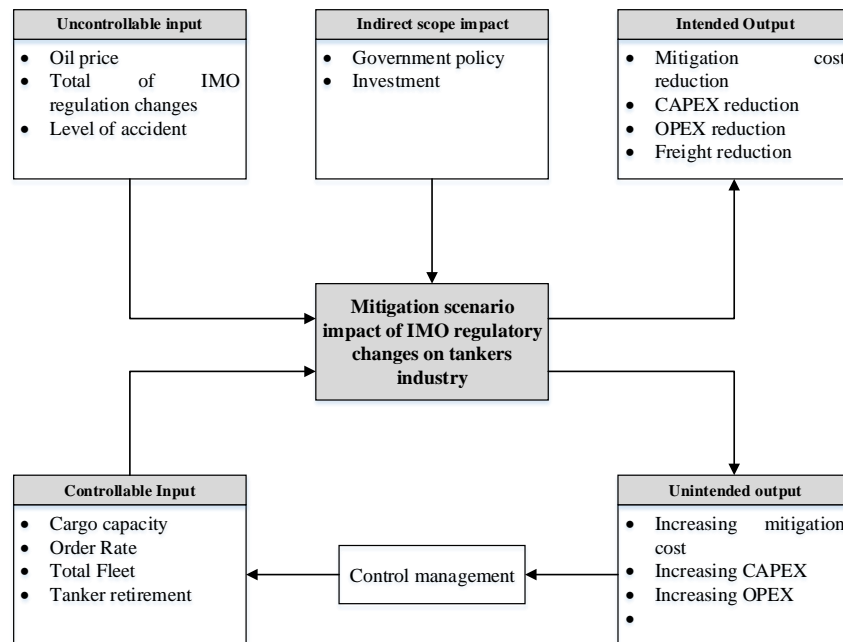 Uncontrollable input
• Oil price
• Total of IMO
regulation changes
• Level of accident
Indirect scope impact
• Government policy
• Investment
Intended Output
• Mitigation cost
reduction
• CAPEX reduction
• OPEX reduction
• Freight reduction
Mitigation scenario
impact of IMO regulatory
changes on tankers
industry
Controllable Input
• Cargo capacity
• Order Rate
• Total Fleet
• Tanker retirement
Control management
Unintended output
• Increasing mitigation
cost
• Increasing CAPEX
• Increasing OPEX
•